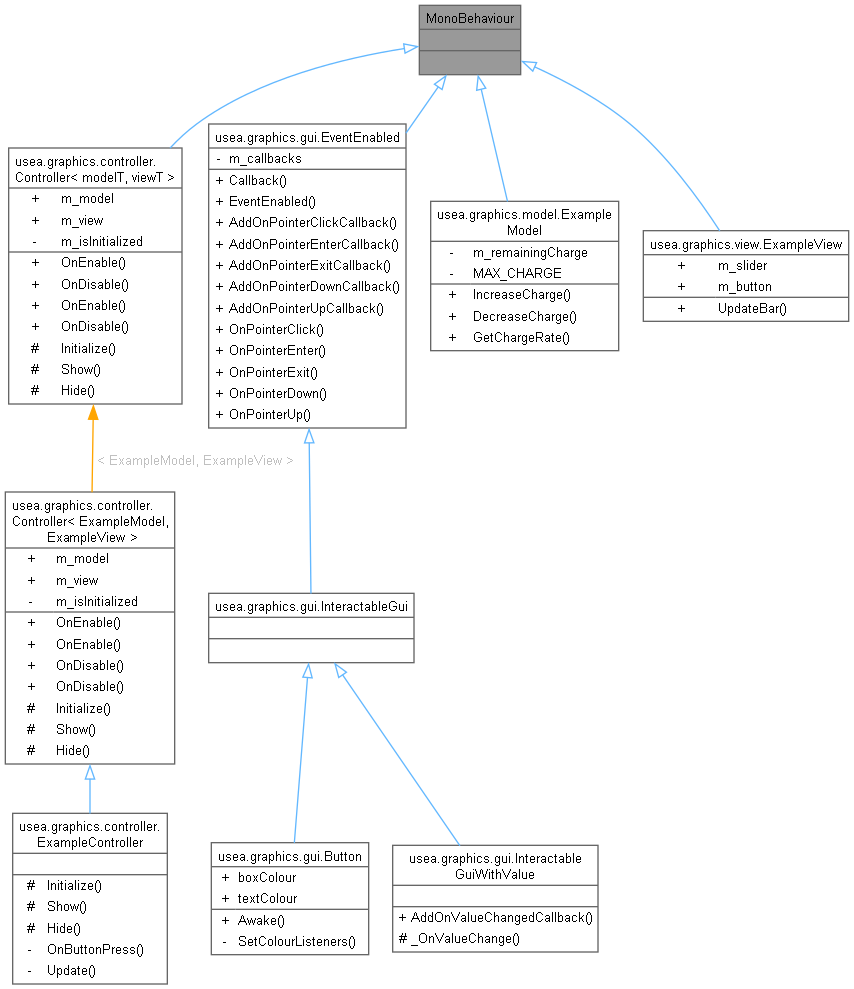 MonoBehaviour
usea.graphics.controller.
Controller< modelT, viewT >
+ m_model
+ m_view
- m_isInitialized
+ OnEnable()
+ OnDisable()
+ OnEnable()
+ OnDisable()
# Initialize()
# Show()
# Hide()
usea.graphics.gui.EventEnabled
- m_callbacks
+ Callback()
+ EventEnabled()
+ AddOnPointerClickCallback()
+ AddOnPointerEnterCallback()
+ AddOnPointerExitCallback()
+ AddOnPointerDownCallback()
+ AddOnPointerUpCallback()
+ OnPointerClick()
+ OnPointerEnter()
+ OnPointerExit()
+ OnPointerDown()
+ OnPointerUp()
usea.graphics.model.Example
Model
- m_remainingCharge
- MAX_CHARGE
+ IncreaseCharge()
+ DecreaseCharge()
+ GetChargeRate()
usea.graphics.view.ExampleView
+ m_slider
+ m_button
+ UpdateBar()
< ExampleModel, ExampleView >
usea.graphics.controller.
Controller< ExampleModel,
ExampleView >
+ m_model
+ m_view
- m_isInitialized
+ OnEnable()
+ OnEnable()
+ OnDisable()
+ OnDisable()
# Initialize()
# Show()
# Hide()
usea.graphics.gui.InteractableGui
usea.graphics.controller.
ExampleController
# Initialize()
# Show()
# Hide()
- OnButtonPress()
- Update()
usea.graphics.gui.Button
+ boxColour
+ textColour
+ Awake()
- SetColourListeners()
usea.graphics.gui.Interactable
GuiWithValue
+ AddOnValueChangedCallback()
# _OnValueChange()